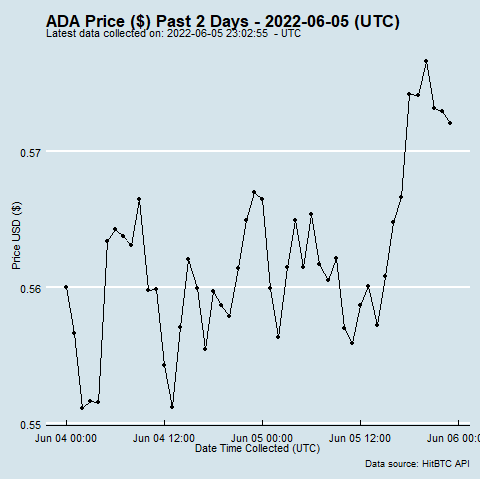 ADA Price ($) Past 2 Days - 2022-06-05 (UTC)
Latest data collected on: 2022-06-05 23:02:55 - UTC
Price USD ($)
0.57
0.56
0.55
Jun 04 00:00 Jun 04 12:00 Jun 05 00:00 Jun 05 12:00 Jun 06 00:
Date Time Collected (UTC)
Data source: HitBTC API